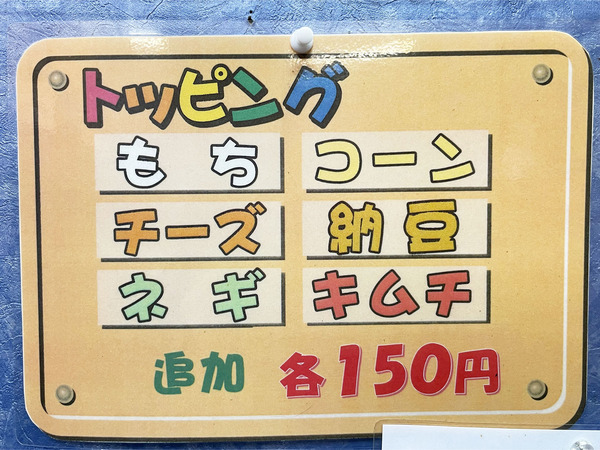 トッピング
もち コーン
チーズ 納豆
ネギ キムチ
追加 各150円